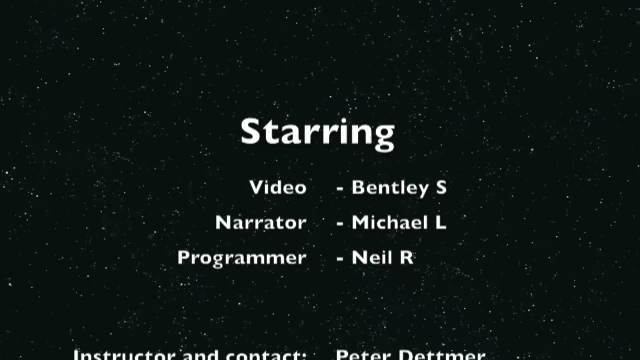 Starring
Video - Bentley S
Narrator - Michael L
Programmer - Neil R
Instructor and contact: Peter Dettmer